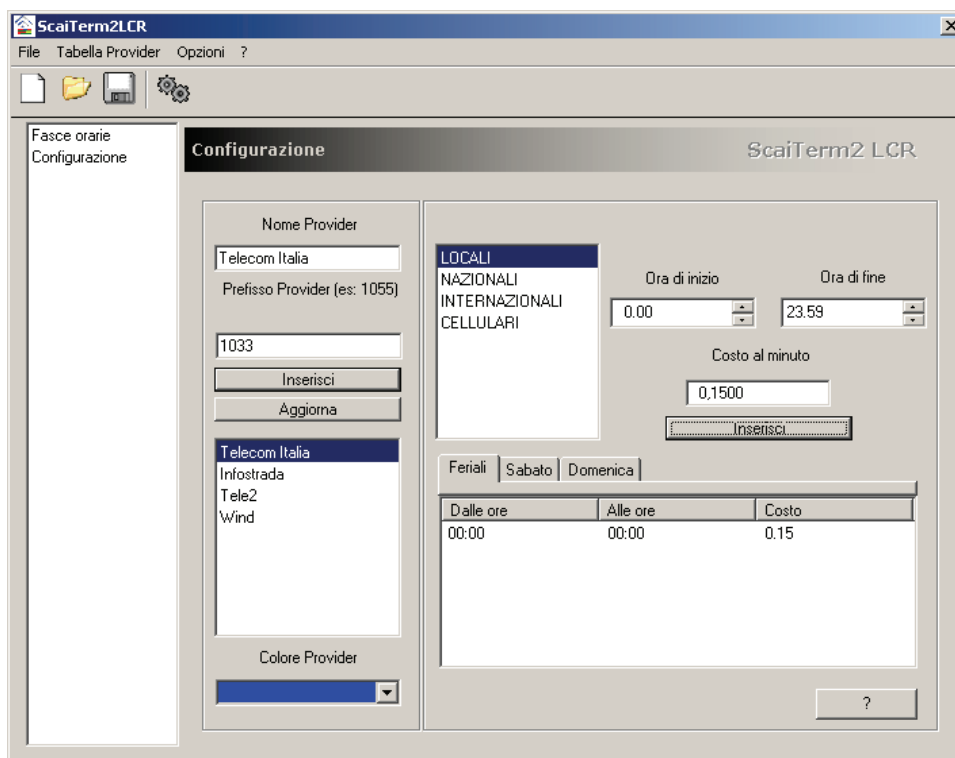 ScaiTerm2LCR
File Tabella Provider Opzioni ?
Fasce orarie
Configurazione
Configurazione
ScaiTerm2 LCR
Nome Provider
Telecom Italia
Prefisso Provider (es: 1055)
1033
Inserisci
Aggiorna
Telecom Italia
Infostrada
Tele2
Wind
Colore Provider
LOCALI
NAZIONALI
INTERNAZIONALI
CELLULARI
Ora di inizio
0.00
Ora di fine
23.59
Costo al minuto
0,1500
Inserisci
Feriali Sabato Domenica
Dalle ore Alle ore Costo
00:00 00:00 0.15
?